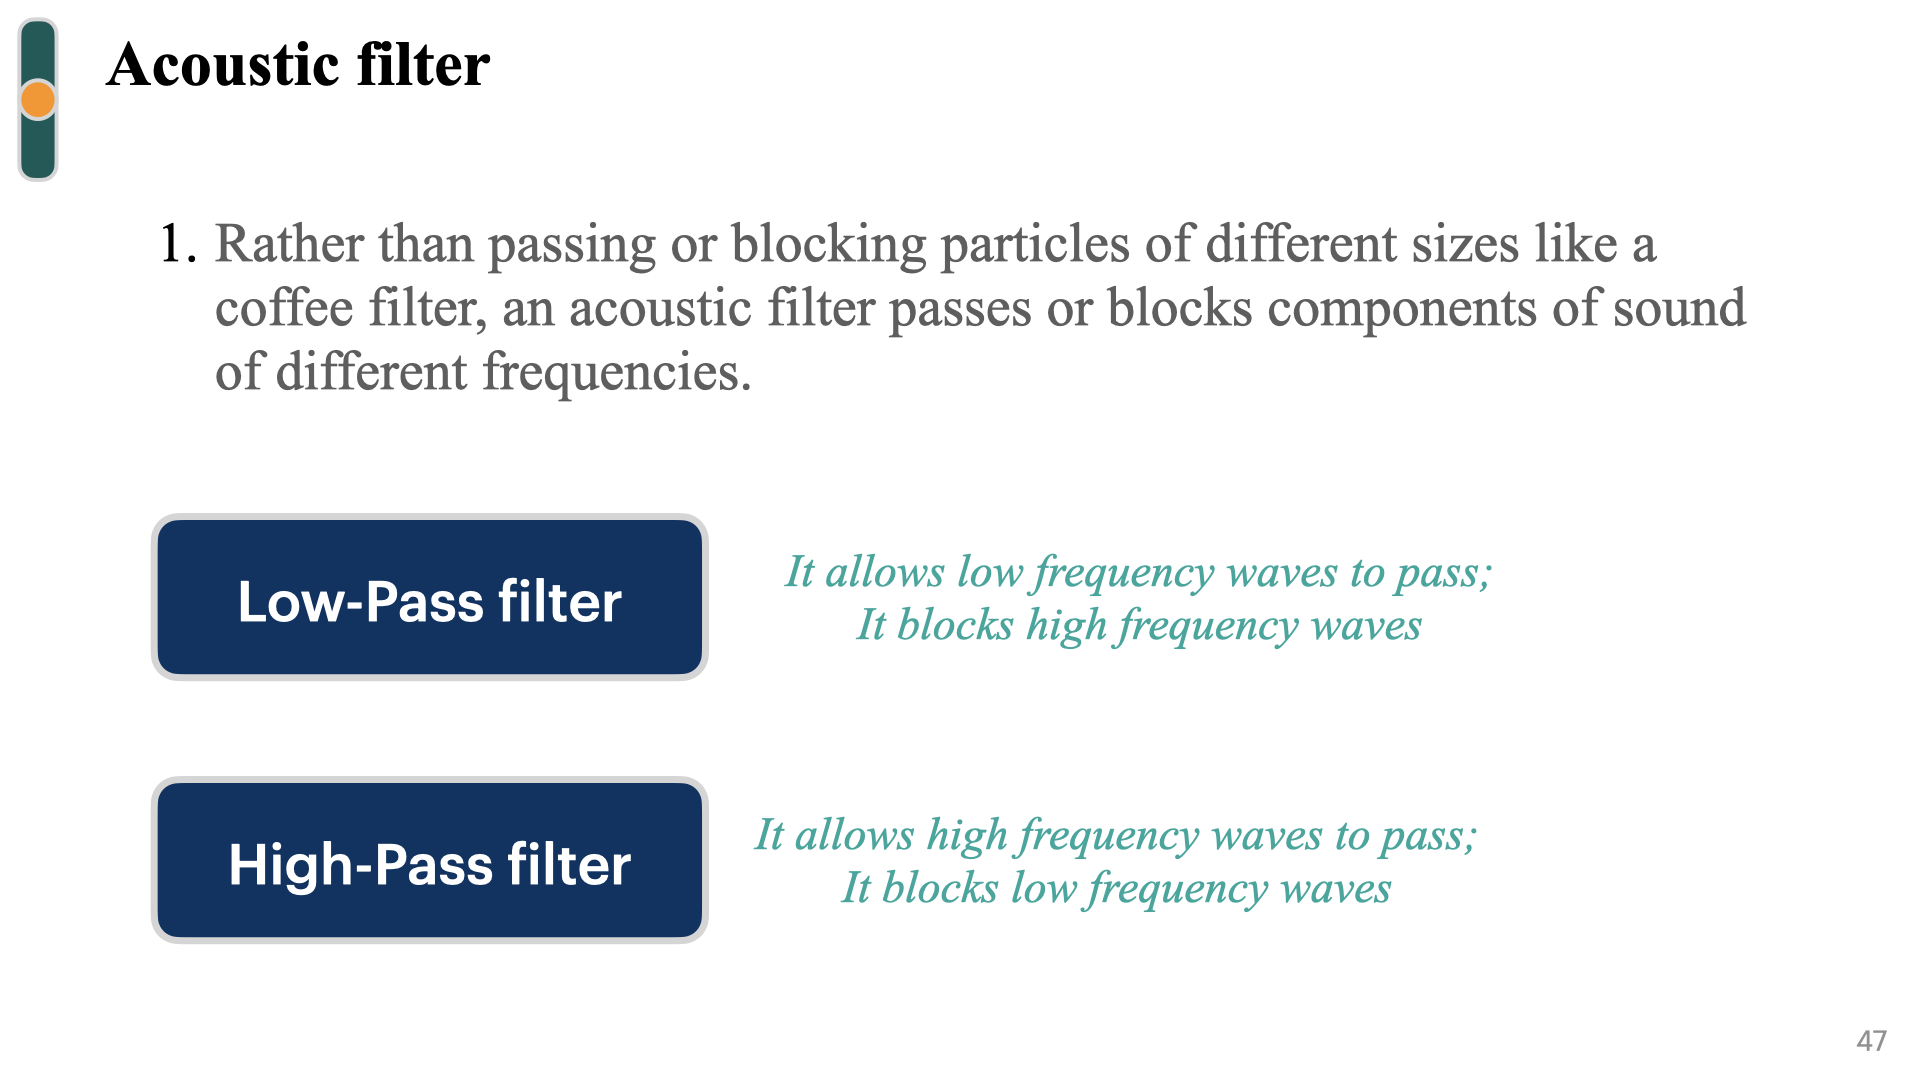 Acoustic filter
1. Rather than passing or blocking particles of different sizes like a
coffee filter, an acoustic filter passes or blocks components of sound
of different frequencies.
Low-Pass filter
It allows low frequency waves to pass;
It blocks high frequency waves
High-Pass filter
It allows high frequency waves to pass;
It blocks low frequency waves
47